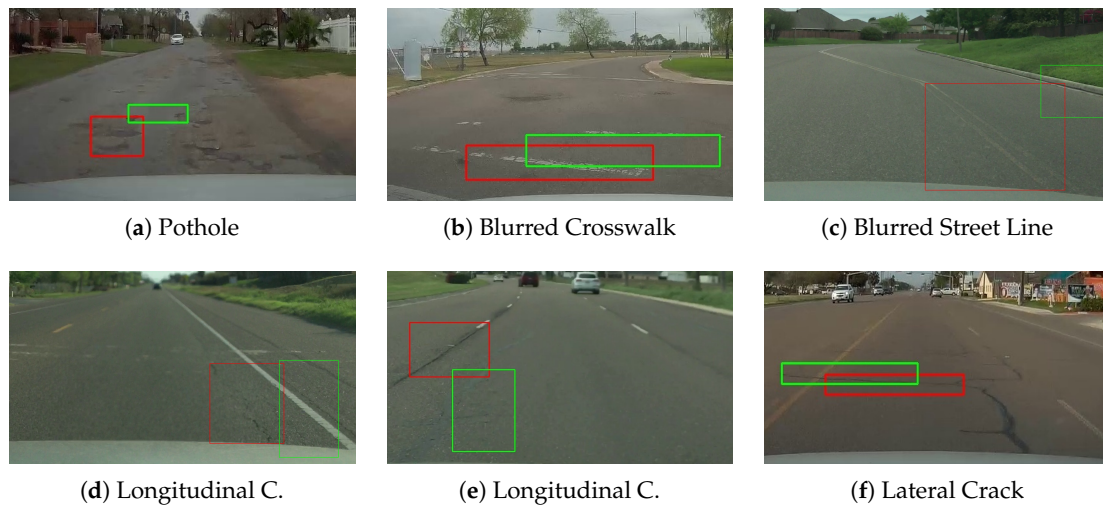 (a) Pothole
(b) Blurred Crosswalk
(c) Blurred Street Line
(d) Longitudinal C.
(e) Longitudinal C.
(f) Lateral Crack